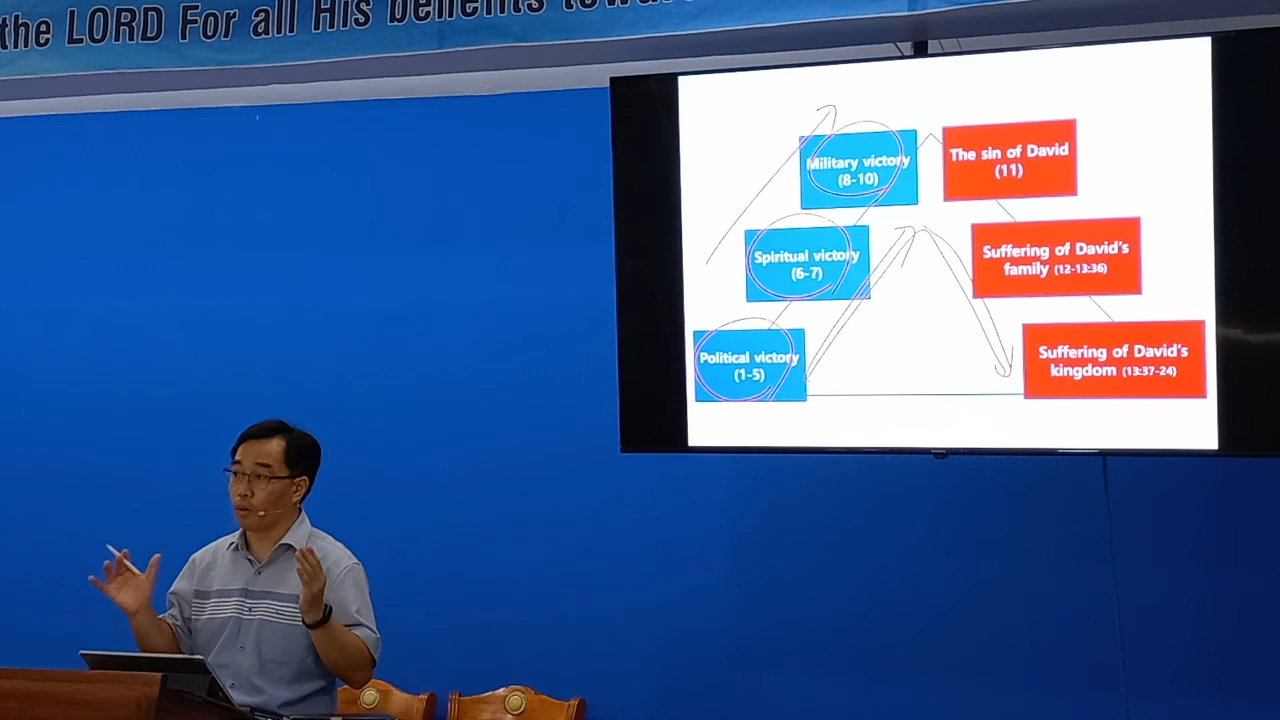 the LORD For all His benefits
Military victory
(8-10)
The sin of David
(11)
Spiritual victory
(6-7)
Suffering of David's
family (12-13:36)
Political victory
(1-5)
Suffering of David's
kingdom (13:37-24)